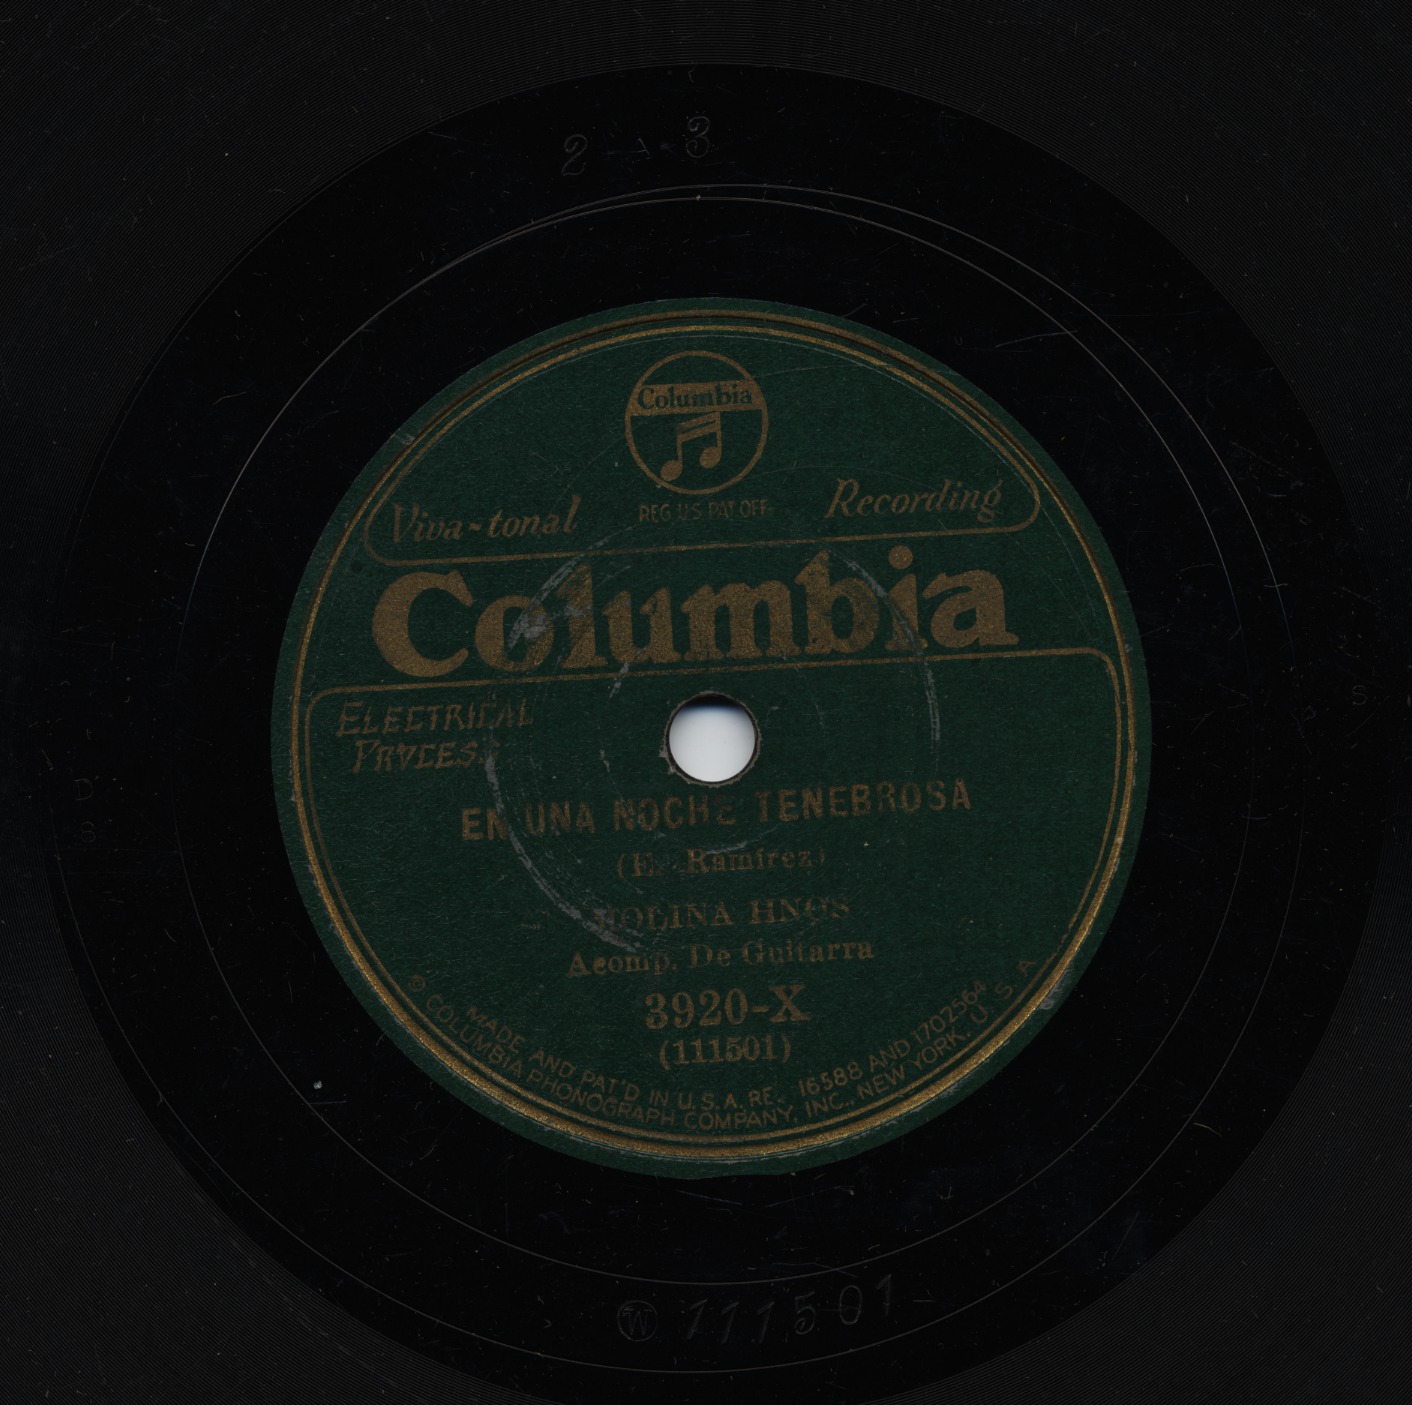 2 - A - 3
Columbia
Viva-tonal
REG. U.S. PAT. OFF.
Recording
Columbia
ELECTRICAL
PROCESS
EN UNA NOCHE TENEBROSA
(E. Ramírez)
MOLINA HNOS
Acomp. De Guitarra
3920-X
(111501)
MADE AND PAT'D IN U.S.A. RE. 16588 AND 1702564
© COLUMBIA PHONOGRAPH COMPANY, INC., NEW YORK, U.S.A.
D
S
S
W 111501